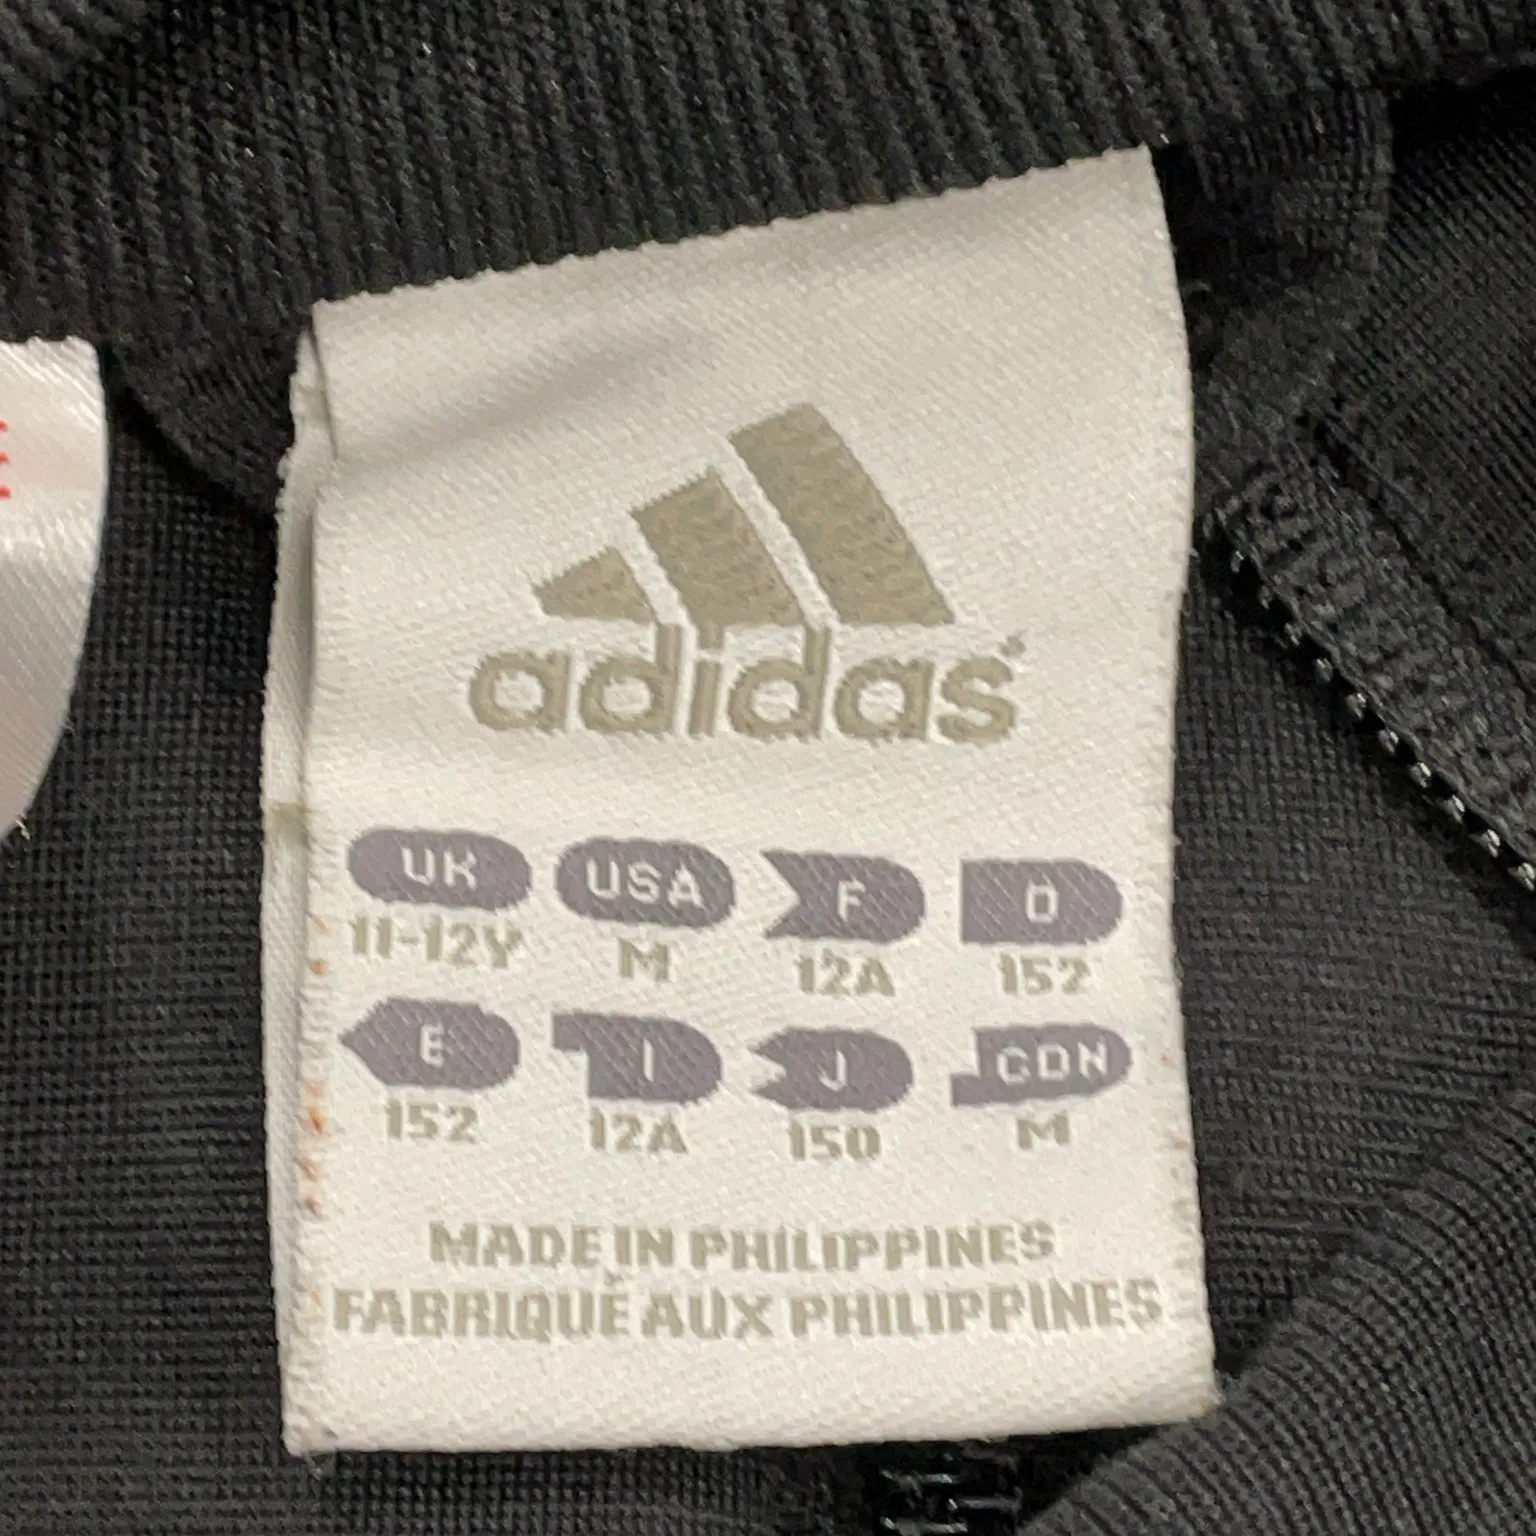 adidas
UK USA F D
11-12Y M 12A 152
E I J CDN
152 12A 150 M
MADE IN PHILIPPINES
FABRIQUÉ AUX PHILIPPINES